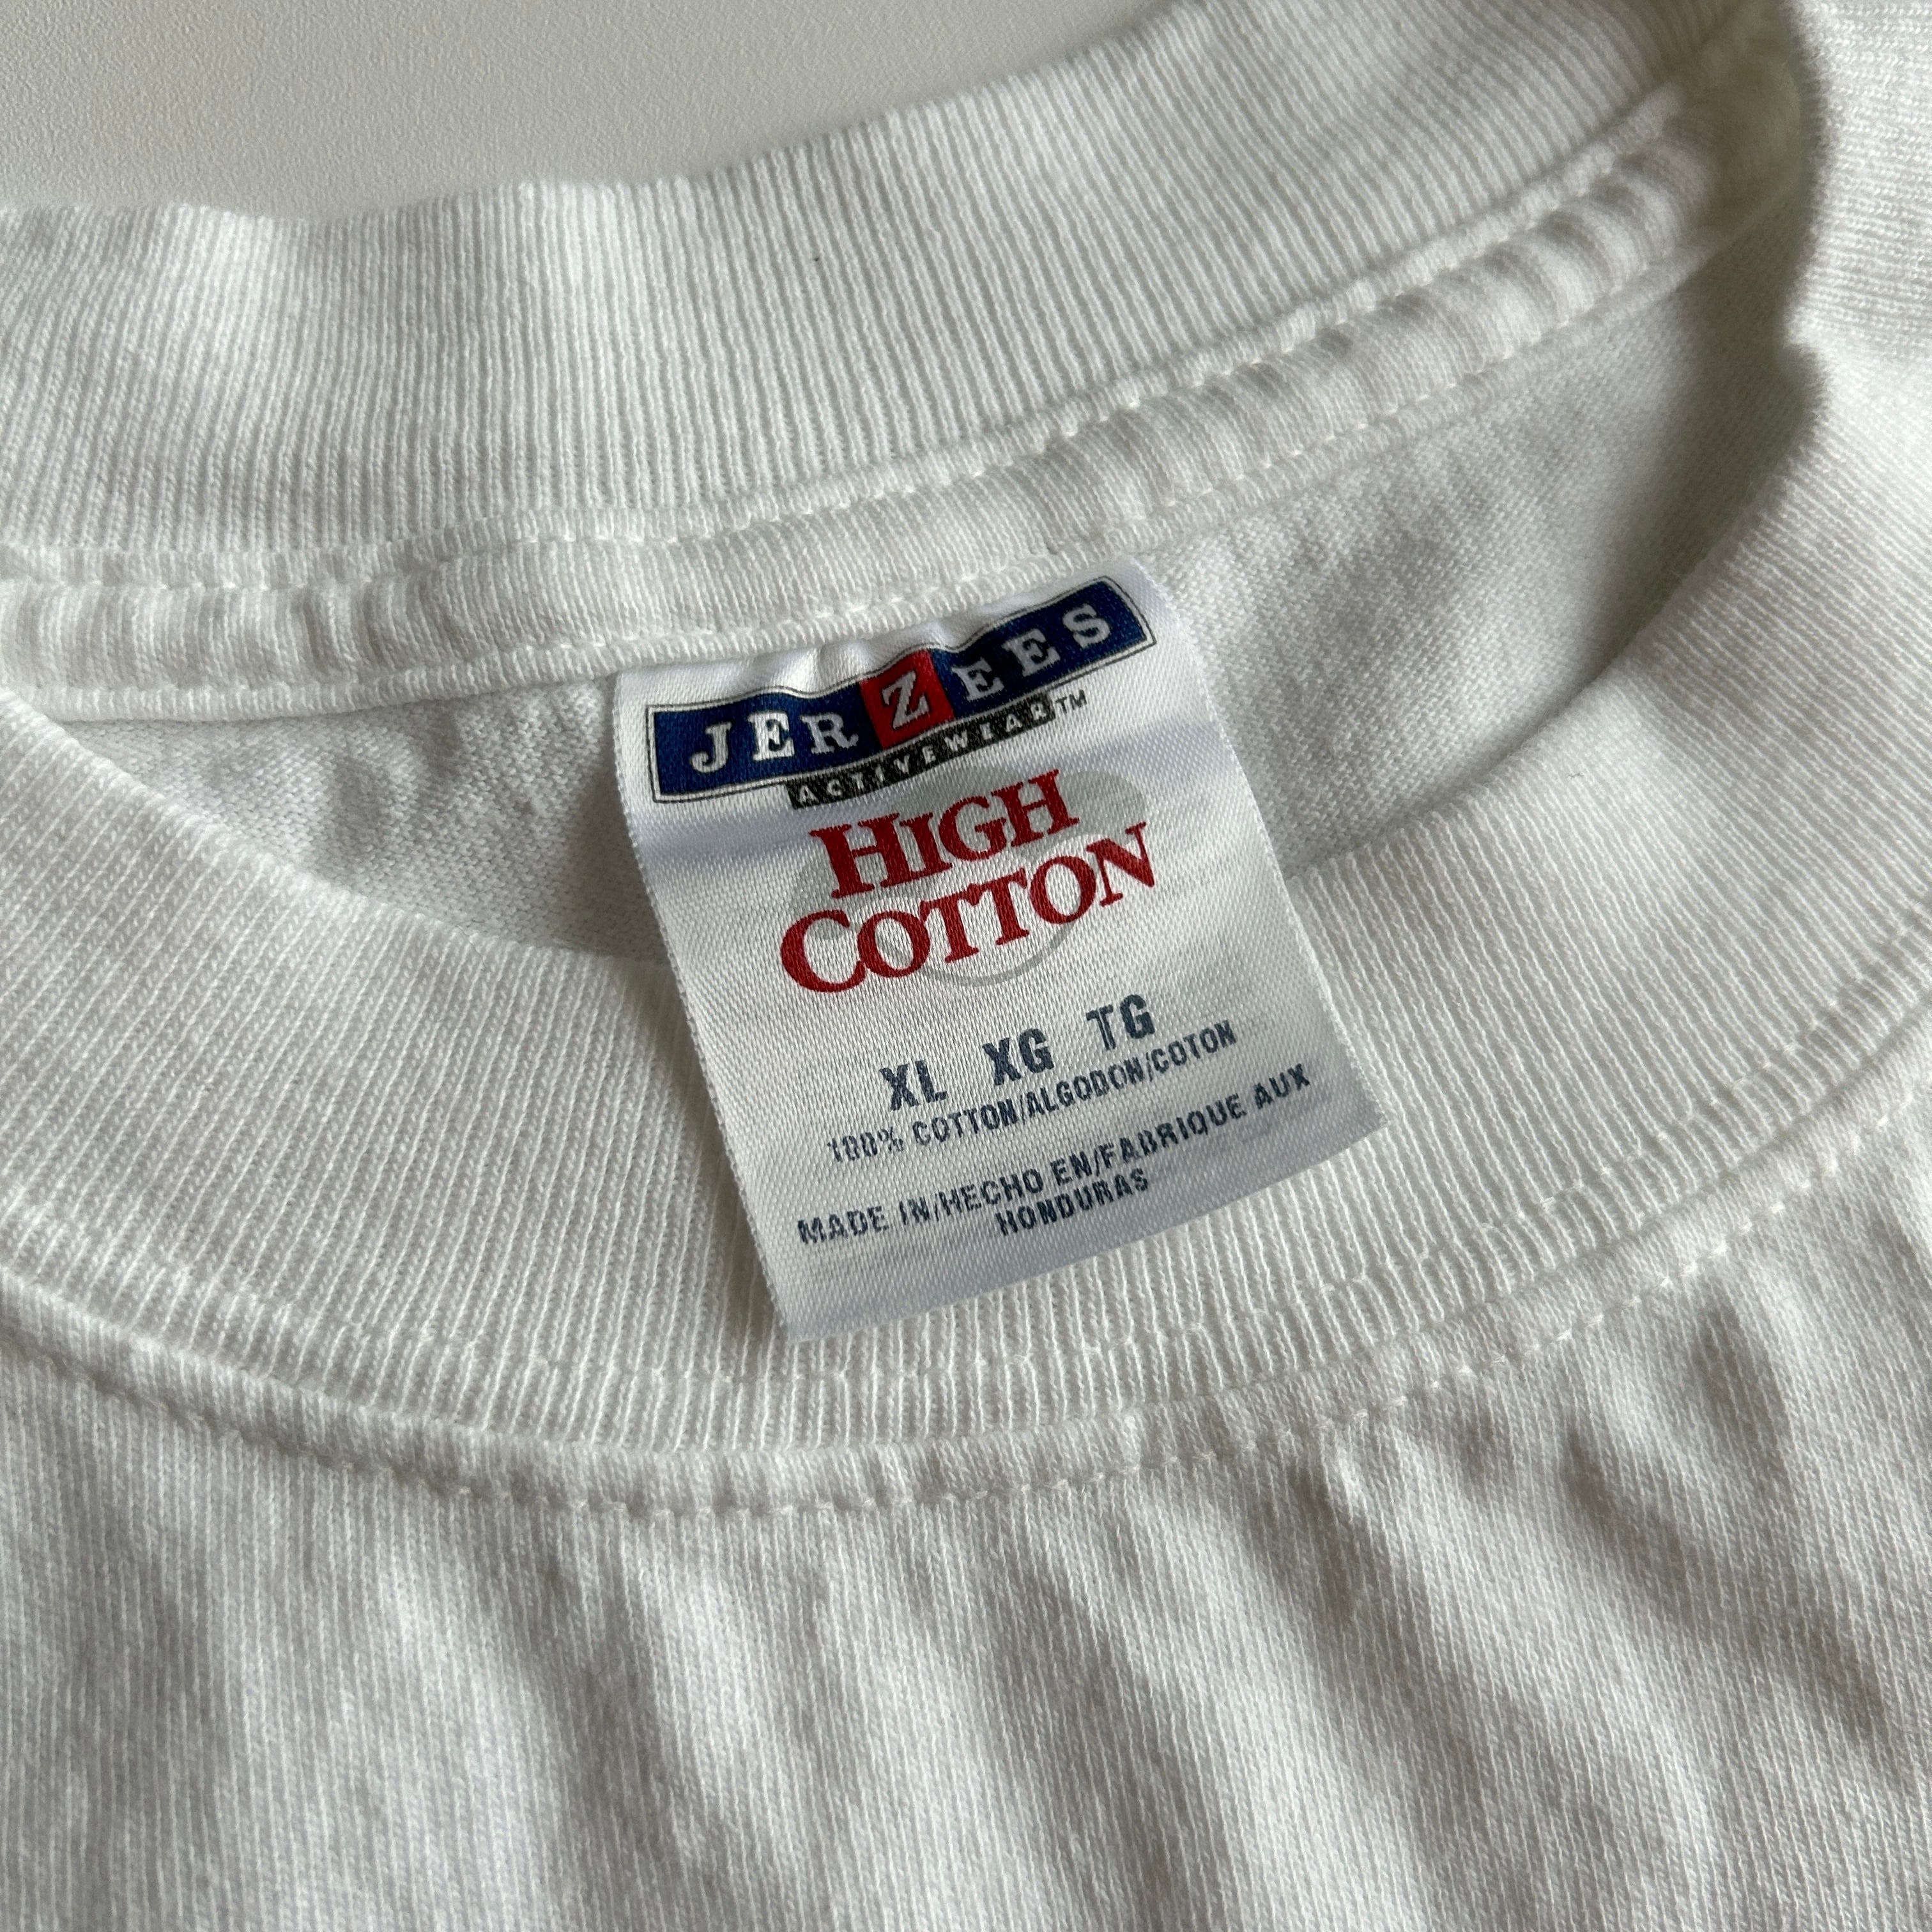 JERZEES
ACTIVEWEAR™
HIGH
COTTON
XL XG TG
100% COTTON/ALGODON/COTON
MADE IN/HECHO EN/FABRIQUE AUX
HONDURAS